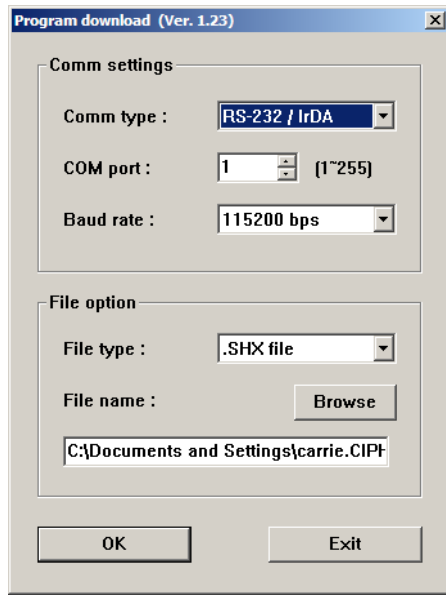 Program download (Ver. 1.23)
Comm settings
Comm type : RS-232 / IrDA
COM port : 1 (1~255)
Baud rate : 115200 bps
File option
File type : .SHX file
File name : Browse
C:\Documents and Settings\carrie.CIPH
OK Exit